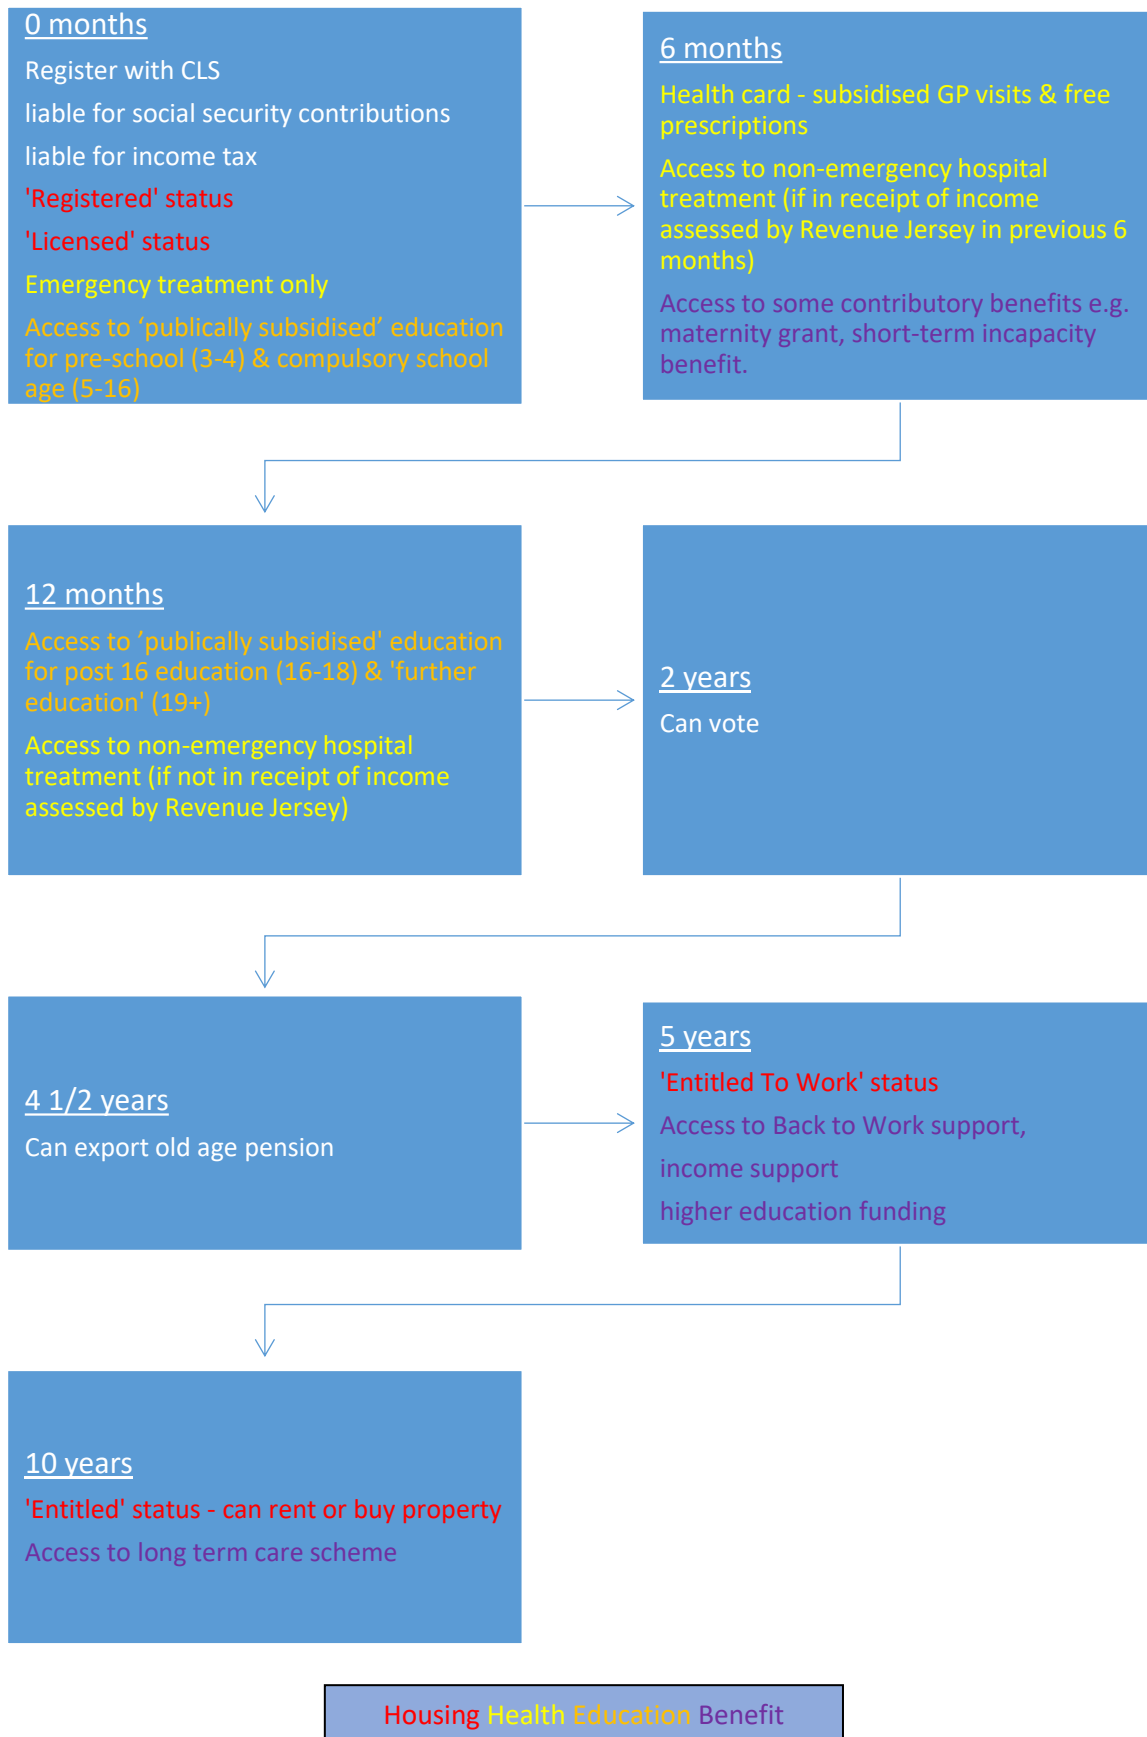 0 months
Register with CLS
liable for social security contributions
liable for income tax
'Registered' status
'Licensed' status
Emergency treatment only
Access to ‘publically subsidised’ education
for pre-school (3-4) & compulsory school
age (5-16)
6 months
Health card - subsidised GP visits & free
prescriptions
Access to non-emergency hospital
treatment (if in receipt of income
assessed by Revenue Jersey in previous 6
months)
Access to some contributory benefits e.g.
maternity grant, short-term incapacity
benefit.
12 months
Access to ’publically subsidised' education
for post 16 education (16-18) & 'further
education' (19+)
Access to non-emergency hospital
treatment (if not in receipt of income
assessed by Revenue Jersey)
2 years
Can vote
4 1/2 years
Can export old age pension
5 years
'Entitled To Work' status
Access to Back to Work support,
income support
higher education funding
10 years
'Entitled' status - can rent or buy property
Access to long term care scheme
Housing Health Education Benefit